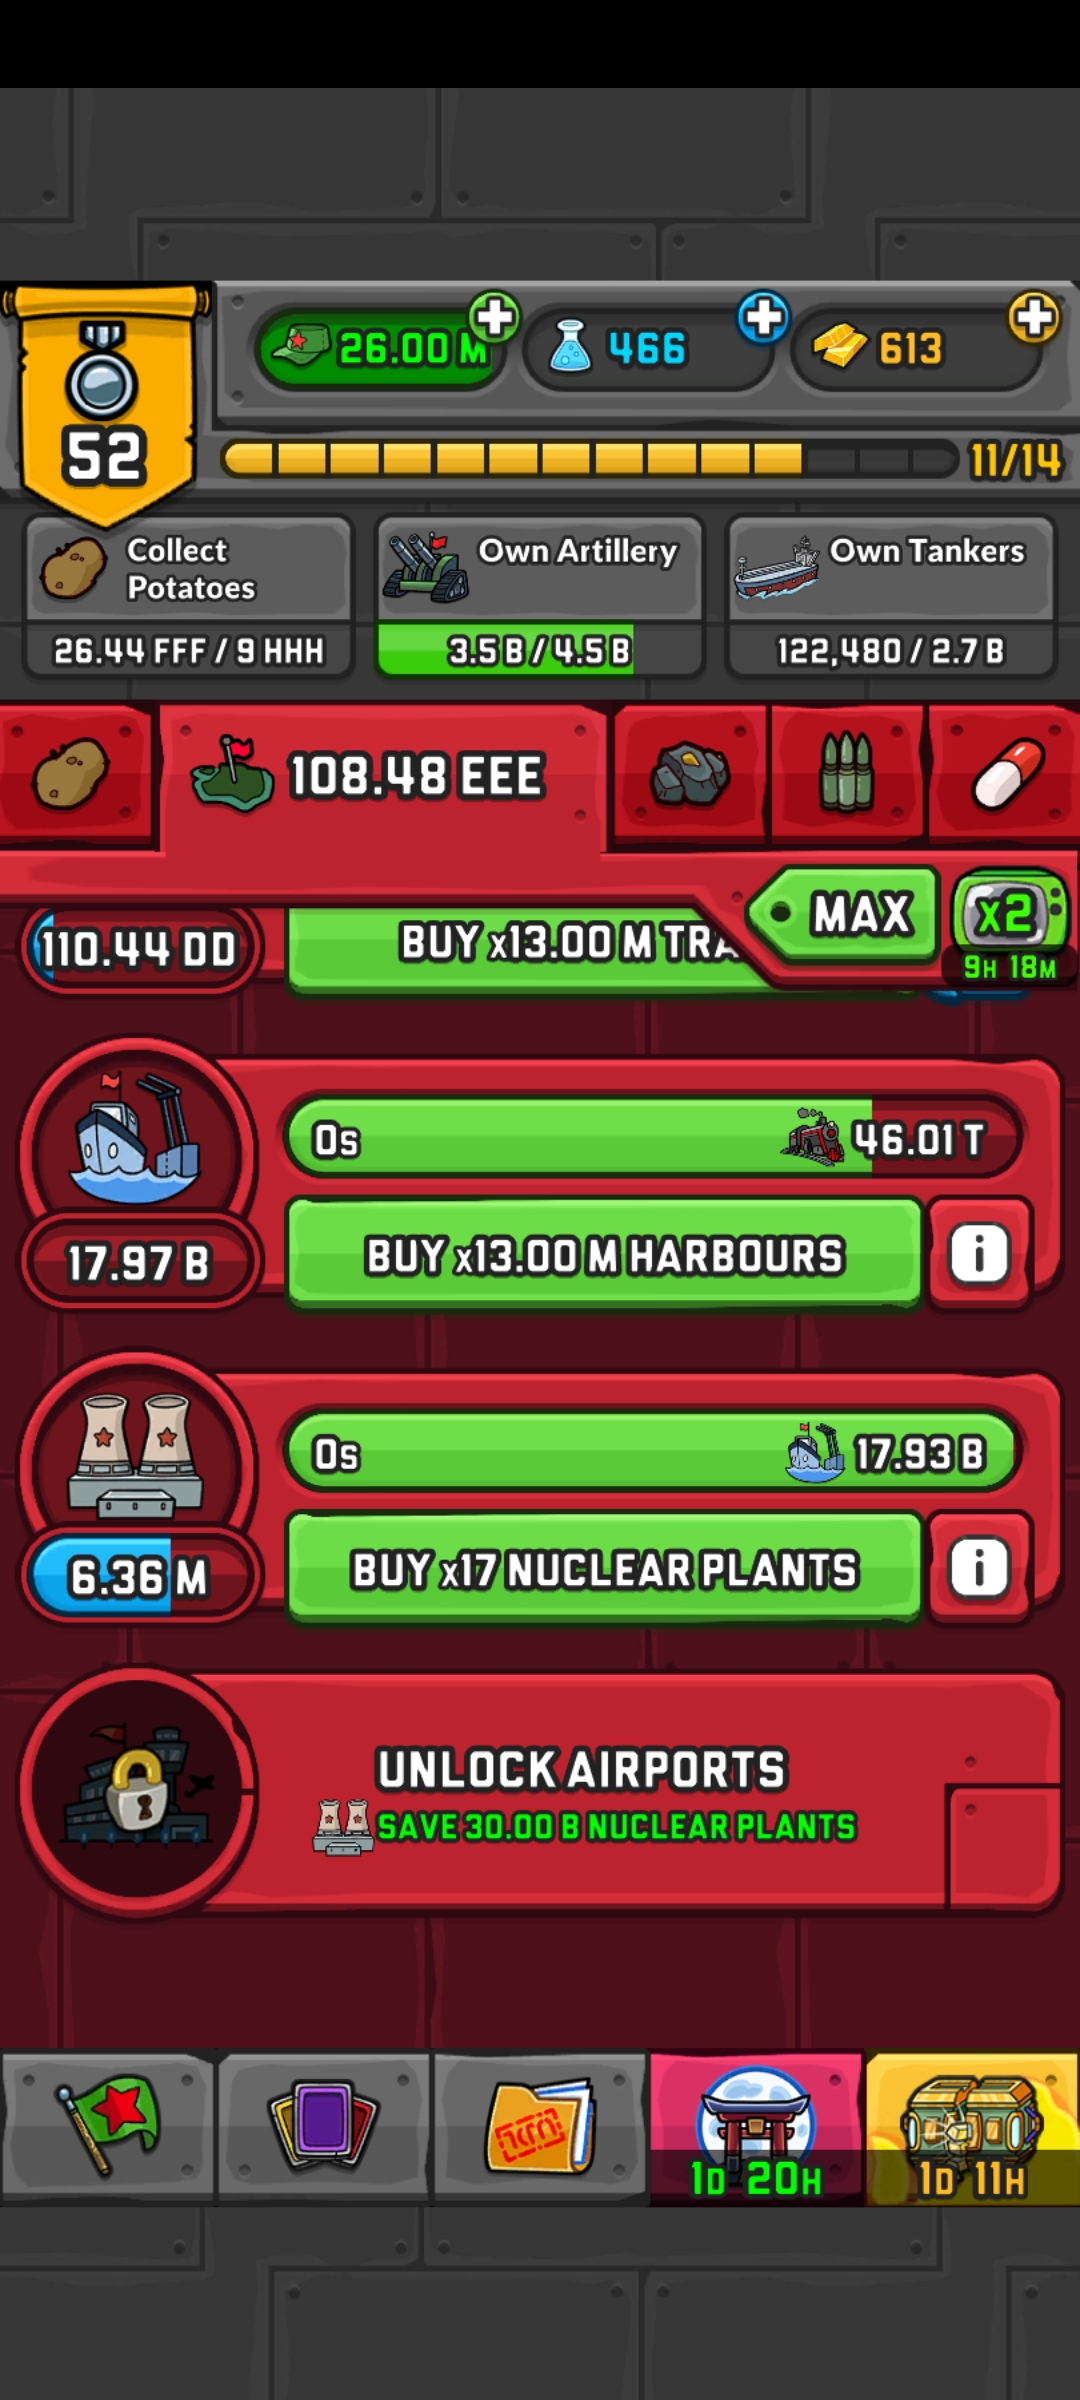 26.00 M
466
613
52
11/14
Collect
Potatoes
Own Artillery
Own Tankers
26.44 FFF / 9 HHH
3.5 B / 4.5 B
122,480 / 2.7 B
108.48 EEE
MAX
x2
9H 18M
110.44 DD
BUY x13.00 M TRA
0s
46.01 T
17.97 B
BUY x13.00 M HARBOURS
i
0s
17.93 B
6.36 M
BUY x17 NUCLEAR PLANTS
i
UNLOCK AIRPORTS
SAVE 30.00 B NUCLEAR PLANTS
1D 20H
1D 11H